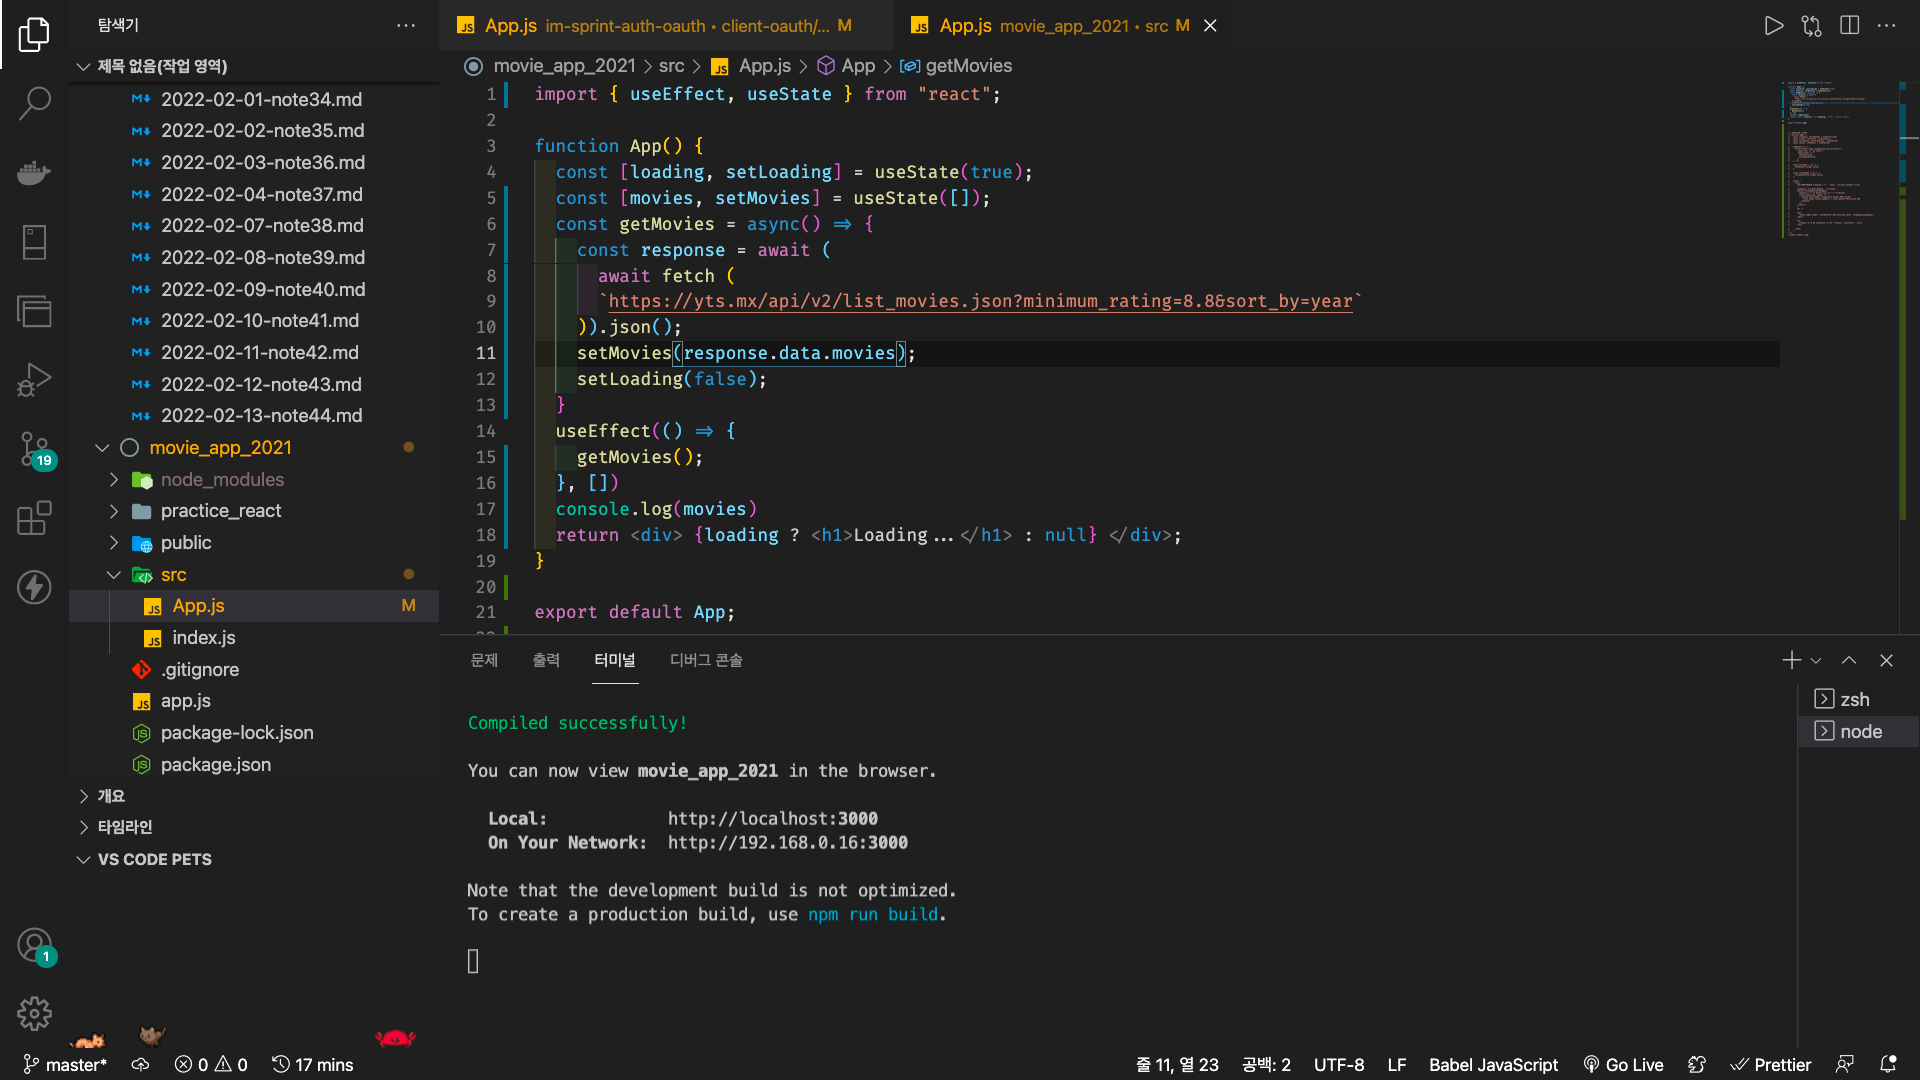 탐색기
제목 없음(작업 영역)
2022-02-01-note34.md
2022-02-02-note35.md
2022-02-03-note36.md
2022-02-04-note37.md
2022-02-07-note38.md
2022-02-08-note39.md
2022-02-09-note40.md
2022-02-10-note41.md
2022-02-11-note42.md
2022-02-12-note43.md
2022-02-13-note44.md
movie_app_2021
node_modules
practice_react
public
src
App.js M
index.js
.gitignore
app.js
package-lock.json
package.json
개요
타임라인
VS CODE PETS
19
1
App.js im-sprint-auth-oauth • client-oauth/... M
App.js movie_app_2021 • src M
movie_app_2021 > src > App.js > App > getMovies
1 import { useEffect, useState } from "react";
2
3 function App() {
4 const [loading, setLoading] = useState(true);
5 const [movies, setMovies] = useState([]);
6 const getMovies = async() => {
7 const response = await (
8 await fetch (
9 `https://yts.mx/api/v2/list_movies.json?minimum_rating=8.8&sort_by=year`
10 )).json();
11 setMovies(response.data.movies);
12 setLoading(false);
13 }
14 useEffect(() => {
15 getMovies();
16 }, [])
17 console.log(movies)
18 return <div> {loading ? <h1>Loading...</h1> : null} </div>;
19 }
20
21 export default App;
문제 출력 터미널 디버그 콘솔
Compiled successfully!
You can now view movie_app_2021 in the browser.
Local: http://localhost:3000
On Your Network: http://192.168.0.16:3000
Note that the development build is not optimized.
To create a production build, use npm run build.
zsh
node
master* 0 0 17 mins 줄 11, 열 23 공백: 2 UTF-8 LF Babel JavaScript Go Live Prettier